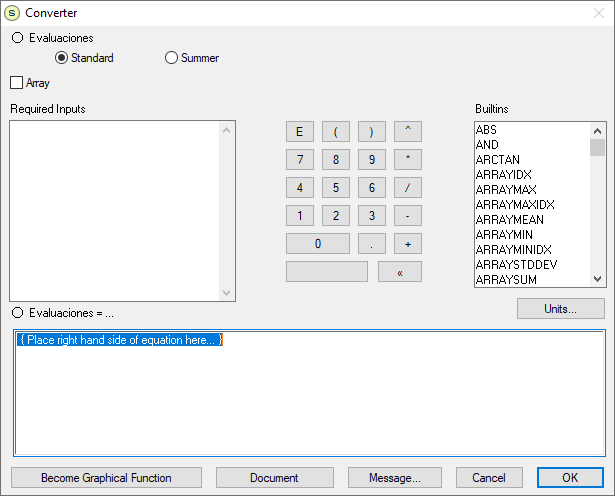 S Converter
Evaluaciones
Standard Summer
Array
Required Inputs
E ( ) ^
7 8 9 *
4 5 6 /
1 2 3 -
0 . +
«
Builtins
ABS
AND
ARCTAN
ARRAYIDX
ARRAYMAX
ARRAYMAXIDX
ARRAYMEAN
ARRAYMIN
ARRAYMINIDX
ARRAYSTDDEV
ARRAYSUM
Units...
Evaluaciones = ...
{ Place right hand side of equation here... }
Become Graphical Function Document Message... Cancel OK